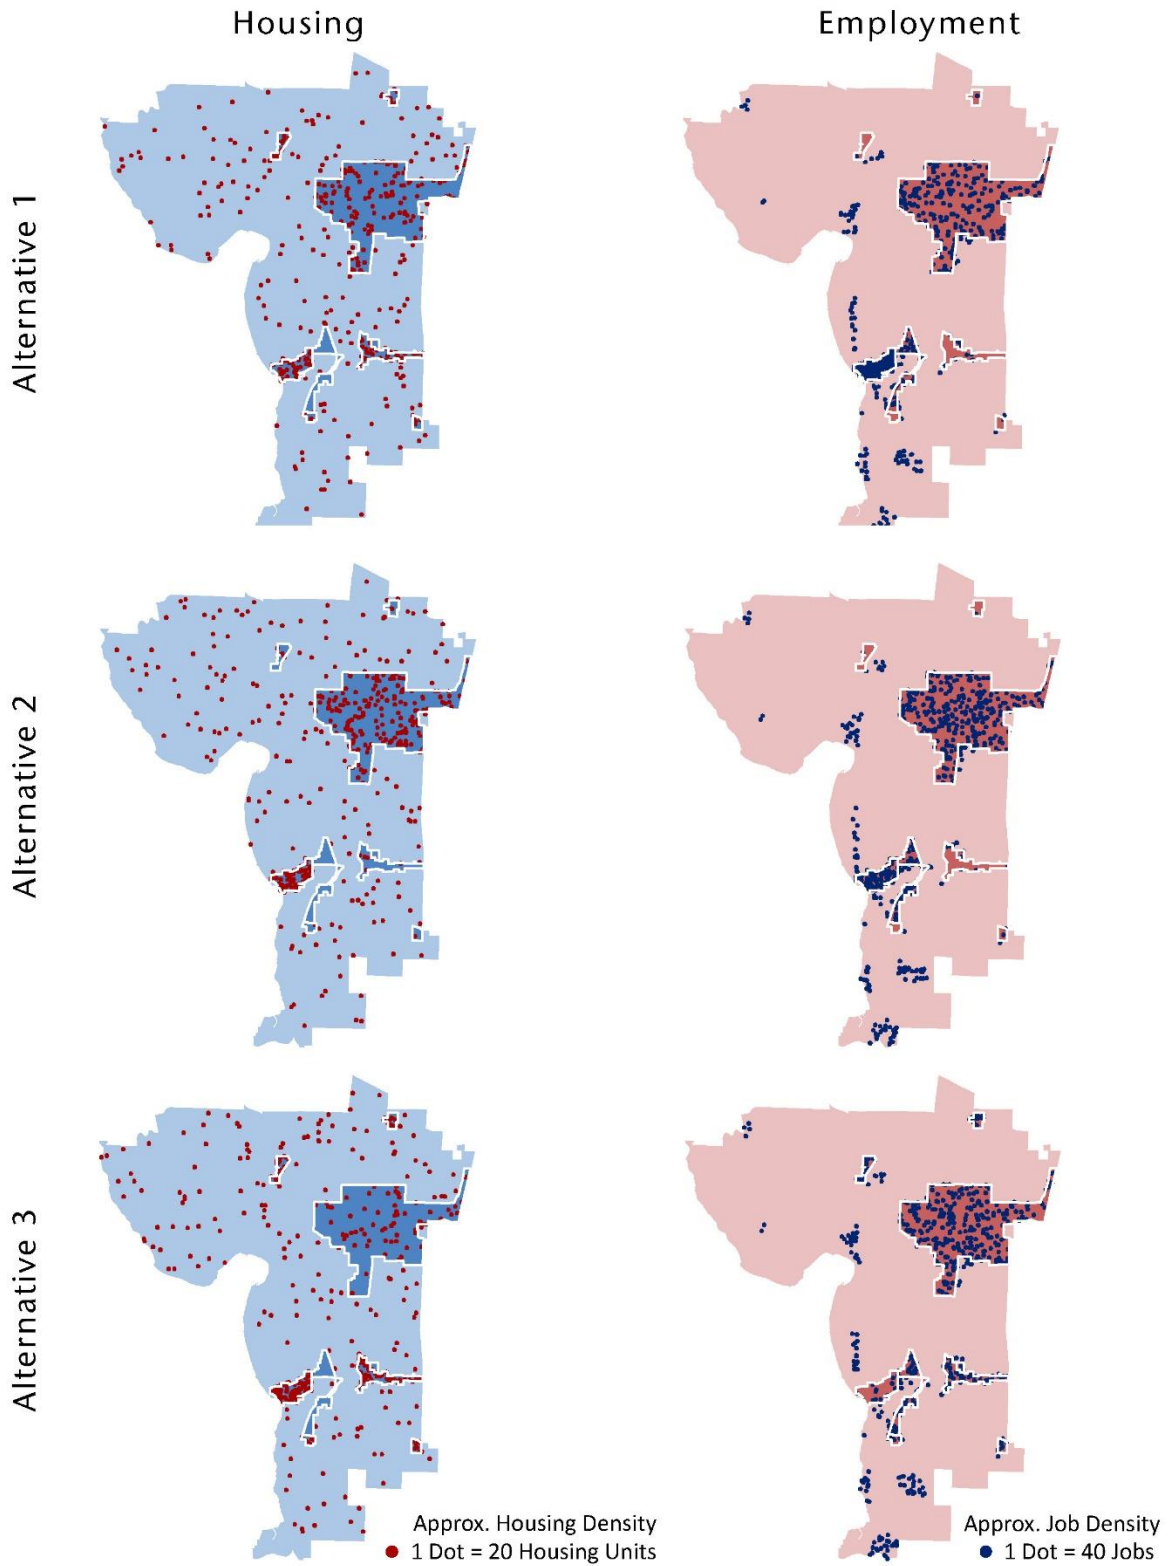 Housing
Employment
Alternative 1
Alternative 2
Alternative 3
Approx. Housing Density
1 Dot = 20 Housing Units
Approx. Job Density
1 Dot = 40 Jobs